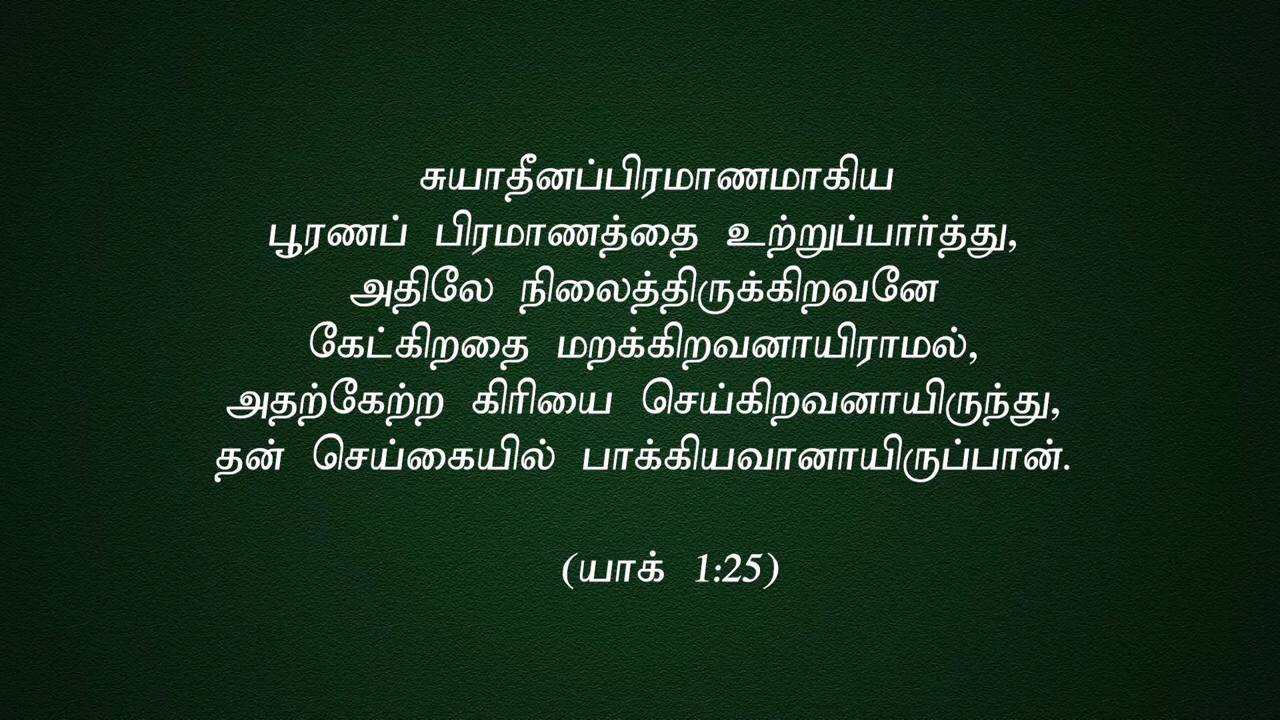 சுயாதீனப்பிரமாணமாகிய
பூரணப் பிரமாணத்தை உற்றுப்பார்த்து,
அதிலே நிலைத்திருக்கிறவனே
கேட்கிறதை மறக்கிறவனாயிராமல்,
அதற்கேற்ற கிரியை செய்கிறவனாயிருந்து,
தன் செய்கையில் பாக்கியவானாயிருப்பான்.
(யாக் 1:25)